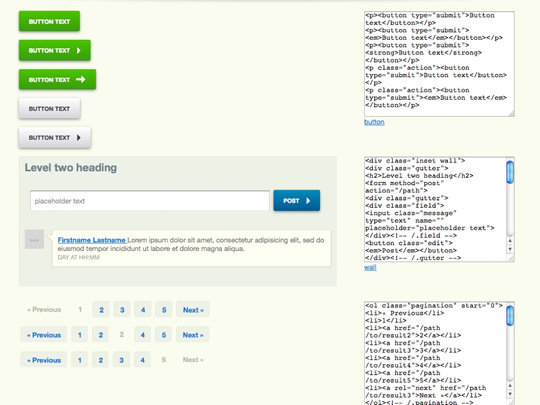 BUTTON TEXT
BUTTON TEXT
BUTTON TEXT
BUTTON TEXT
BUTTON TEXT
<p><button type="submit">Button
text</button></p>
<p><button type="submit">
<em>Button text</em></button></p>
<p><button type="submit">
<strong>Button text</strong>
</button></p>
<p class="action"><button
type="submit">Button text</button>
</p>
<p class="action"><button
type="submit"><em>Button text</em>
</button></p>
button
Level two heading
placeholder text
POST
Firstname Lastname Lorem ipsum dolor sit amet, consectetur adipisicing elit, sed do
eiusmod tempor incididunt ut labore et dolore magna aliqua.
DAY AT HH:MM
<div class="inset wall">
<div class="gutter">
<h2>Level two heading</h2>
<form method="post"
action="/path">
<div class="gutter">
<div class="field">
<input class="message"
type="text" name=""
placeholder="placeholder text">
</div><!-- /.field -->
<button class="edit">
<em>Post</em></button>
</div><!-- /.gutter -->
wall
« Previous 1 2 3 4 5 Next »
« Previous 1 2 2 4 5 Next »
« Previous 1 2 3 4 5 Next »
<ol class="pagination" start="0">
<li>« Previous</li>
<li>1</li>
<li><a href="/path
/to/result2">2</a></li>
<li><a href="/path
/to/result3">3</a></li>
<li><a href="/path
/to/result4">4</a></li>
<li><a href="/path
/to/result5">5</a></li>
<li><a rel="next" href="/path
/to/result3">Next »</a></li>
</ol><!-- /.pagination -->